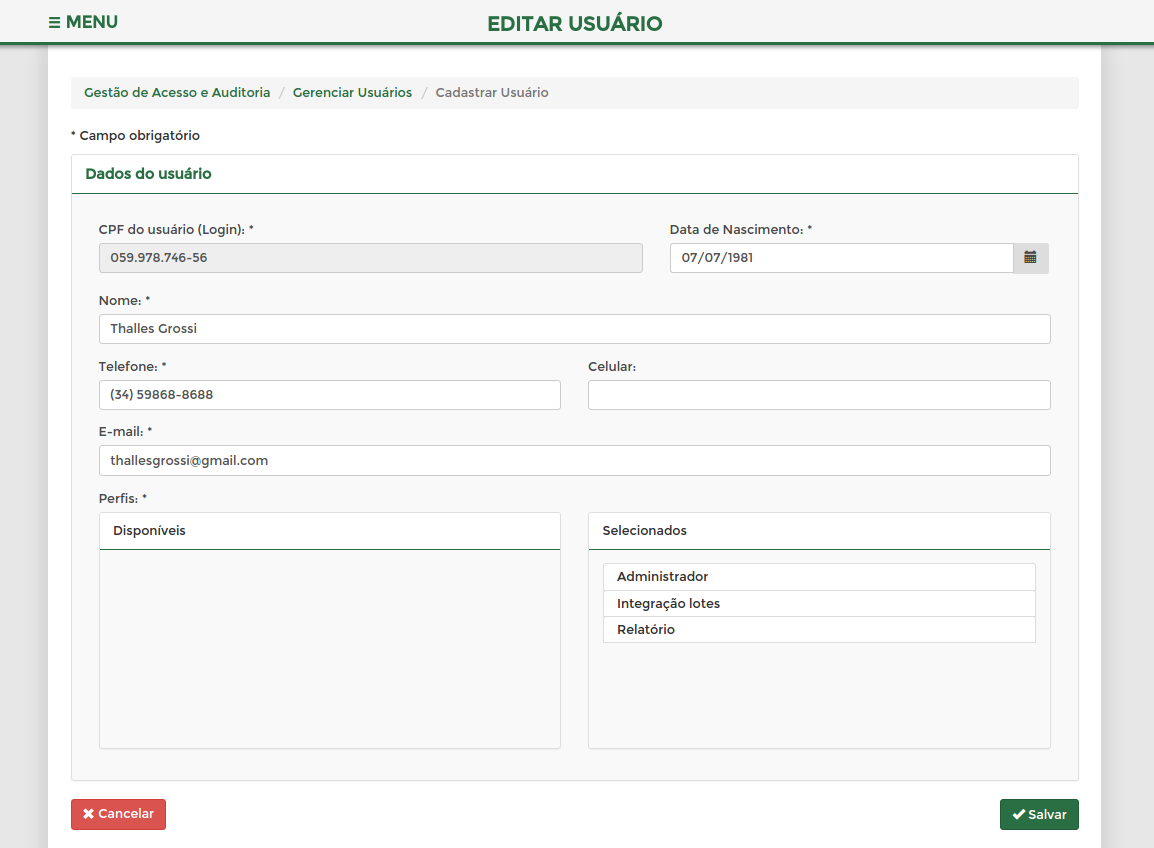 ☰ MENU
EDITAR USUÁRIO
Gestão de Acesso e Auditoria / Gerenciar Usuários / Cadastrar Usuário
* Campo obrigatório
Dados do usuário
CPF do usuário (Login): * Data de Nascimento: *
059.978.746-56 07/07/1981
Nome: *
Thalles Grossi
Telefone: * Celular:
(34) 59868-8688
E-mail: *
thallesgrossi@gmail.com
Perfis: *
Disponíveis Selecionados
Administrador
Integração lotes
Relatório
Cancelar Salvar